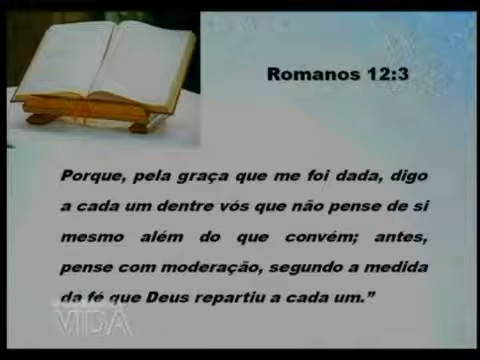 Romanos 12:3
Porque, pela graça que me foi dada, digo
a cada um dentre vós que não pense de si
mesmo além do que convém; antes,
pense com moderação, segundo a medida
da fé que Deus repartiu a cada um.”
VIDA